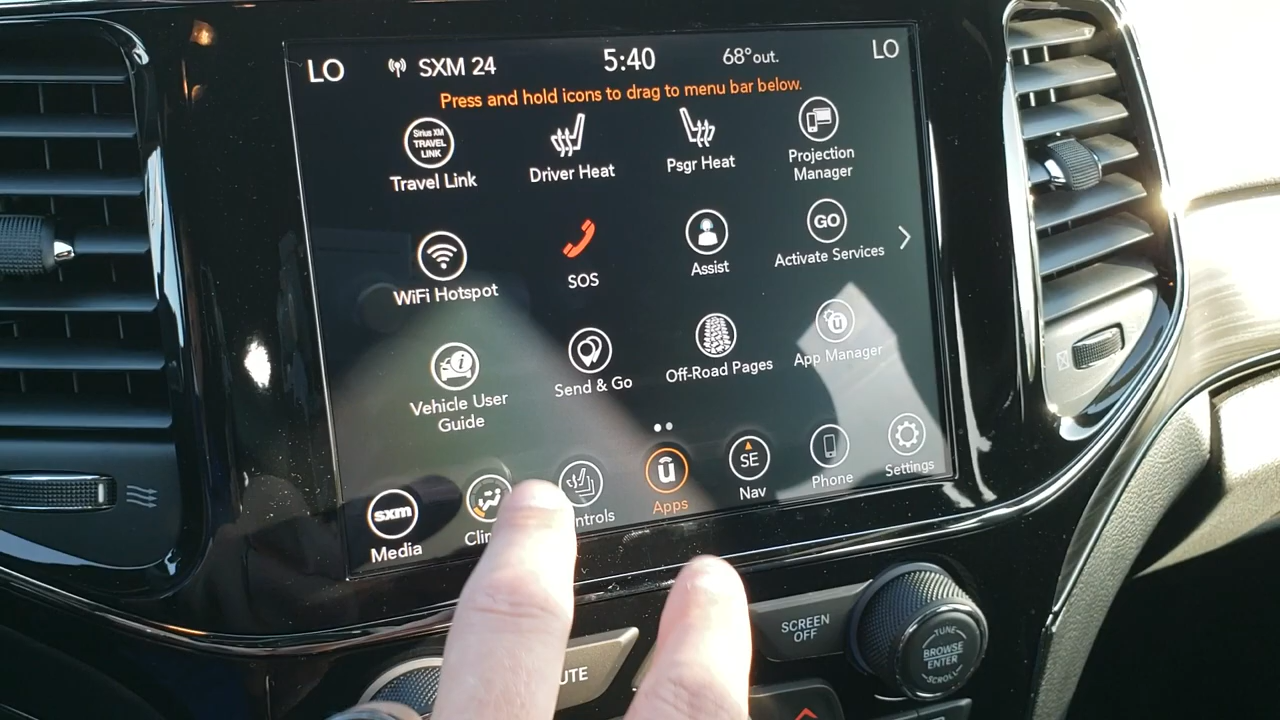 LO SXM 24 5:40 68° out. LO
Press and hold icons to drag to menu bar below.
Sirius XM
TRAVEL
LINK
Travel Link
Driver Heat
Psgr Heat
Projection
Manager
WiFi Hotspot
SOS
Assist
GO
Activate Services
Vehicle User
Guide
Send & Go
Off-Road Pages
App Manager
sxm
Media
Clim
ntrols
Apps
SE
Nav
Phone
Settings
UTE
SCREEN
OFF
TUNE
BROWSE
ENTER
SCROLL